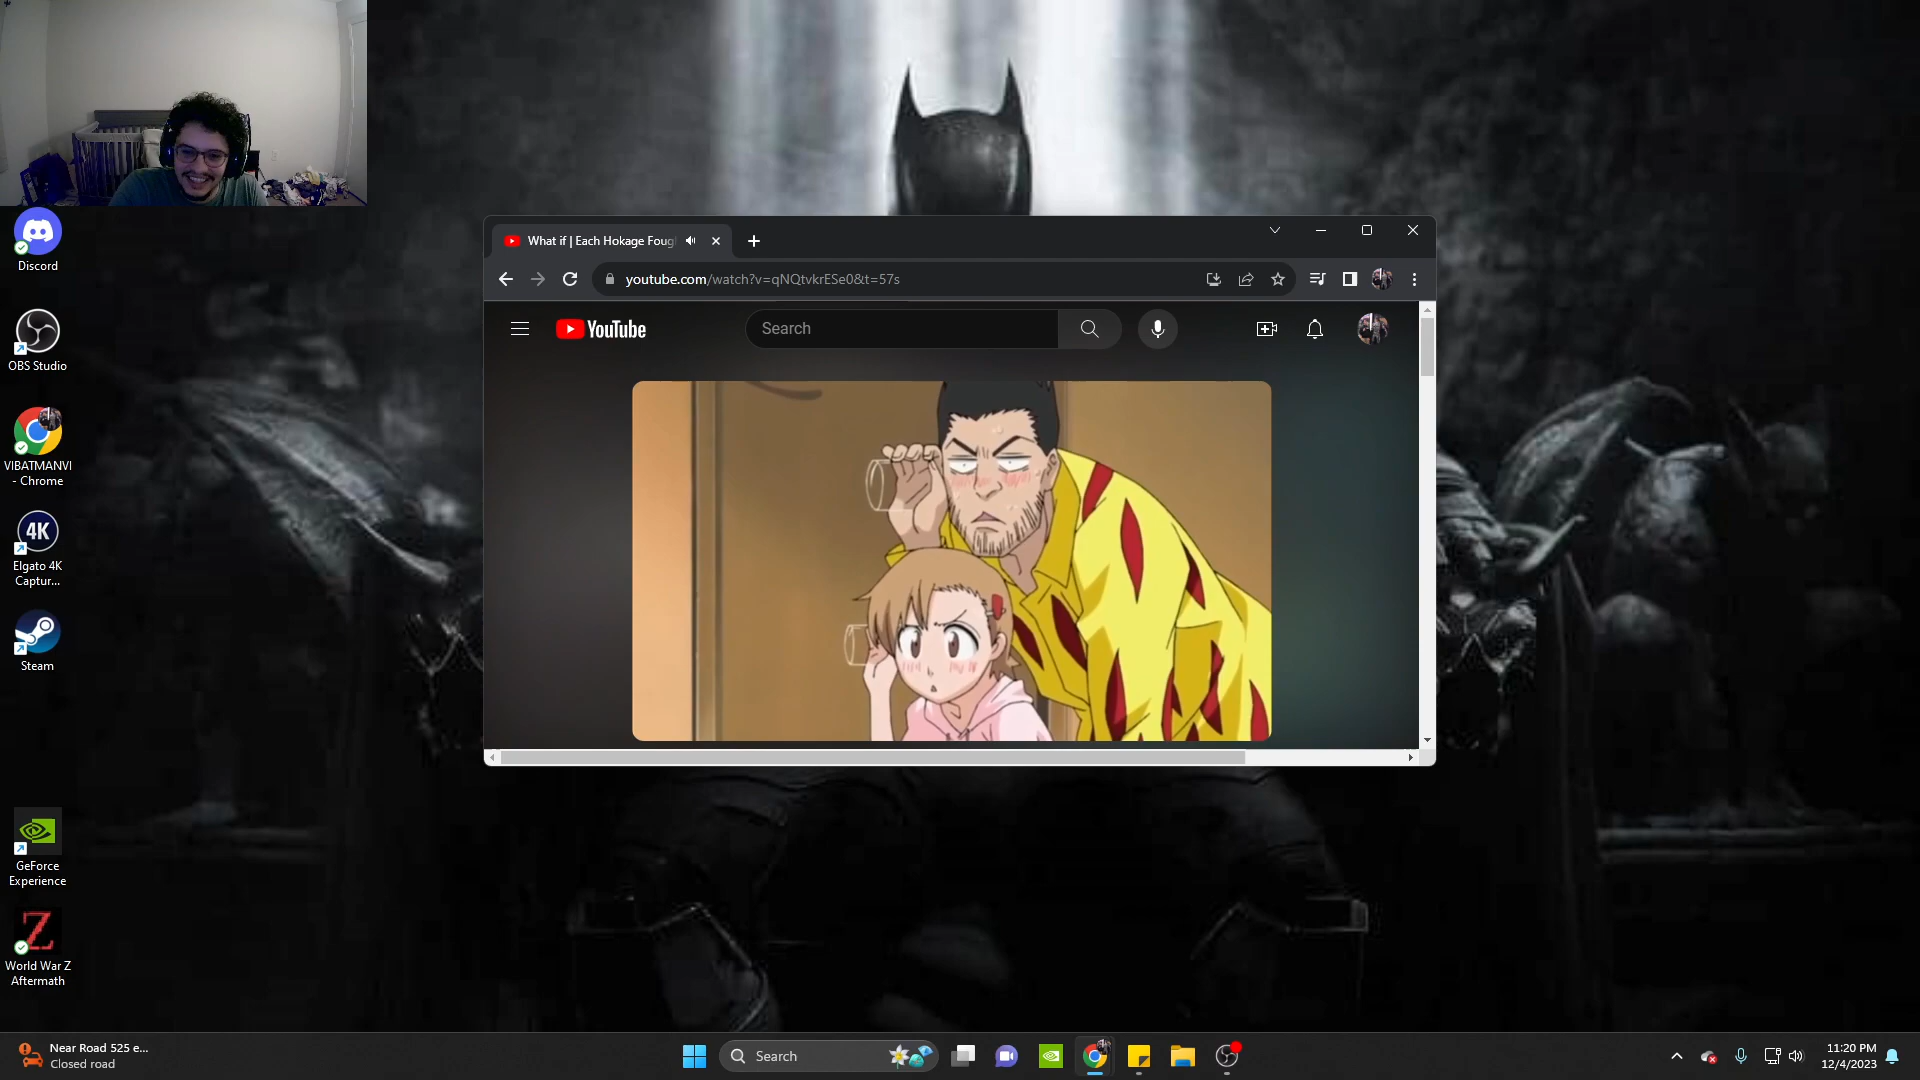 Discord
OBS Studio
VIBATMANVI
- Chrome
4K
Elgato 4K
Captur...
Steam
GeForce
Experience
Z
World War Z
Aftermath
What if | Each Hokage Foug
youtube.com/watch?v=qNQtvkrESe0&t=57s
YouTube
Search
Near Road 525 e...
Closed road
Search
11:20 PM
12/4/2023